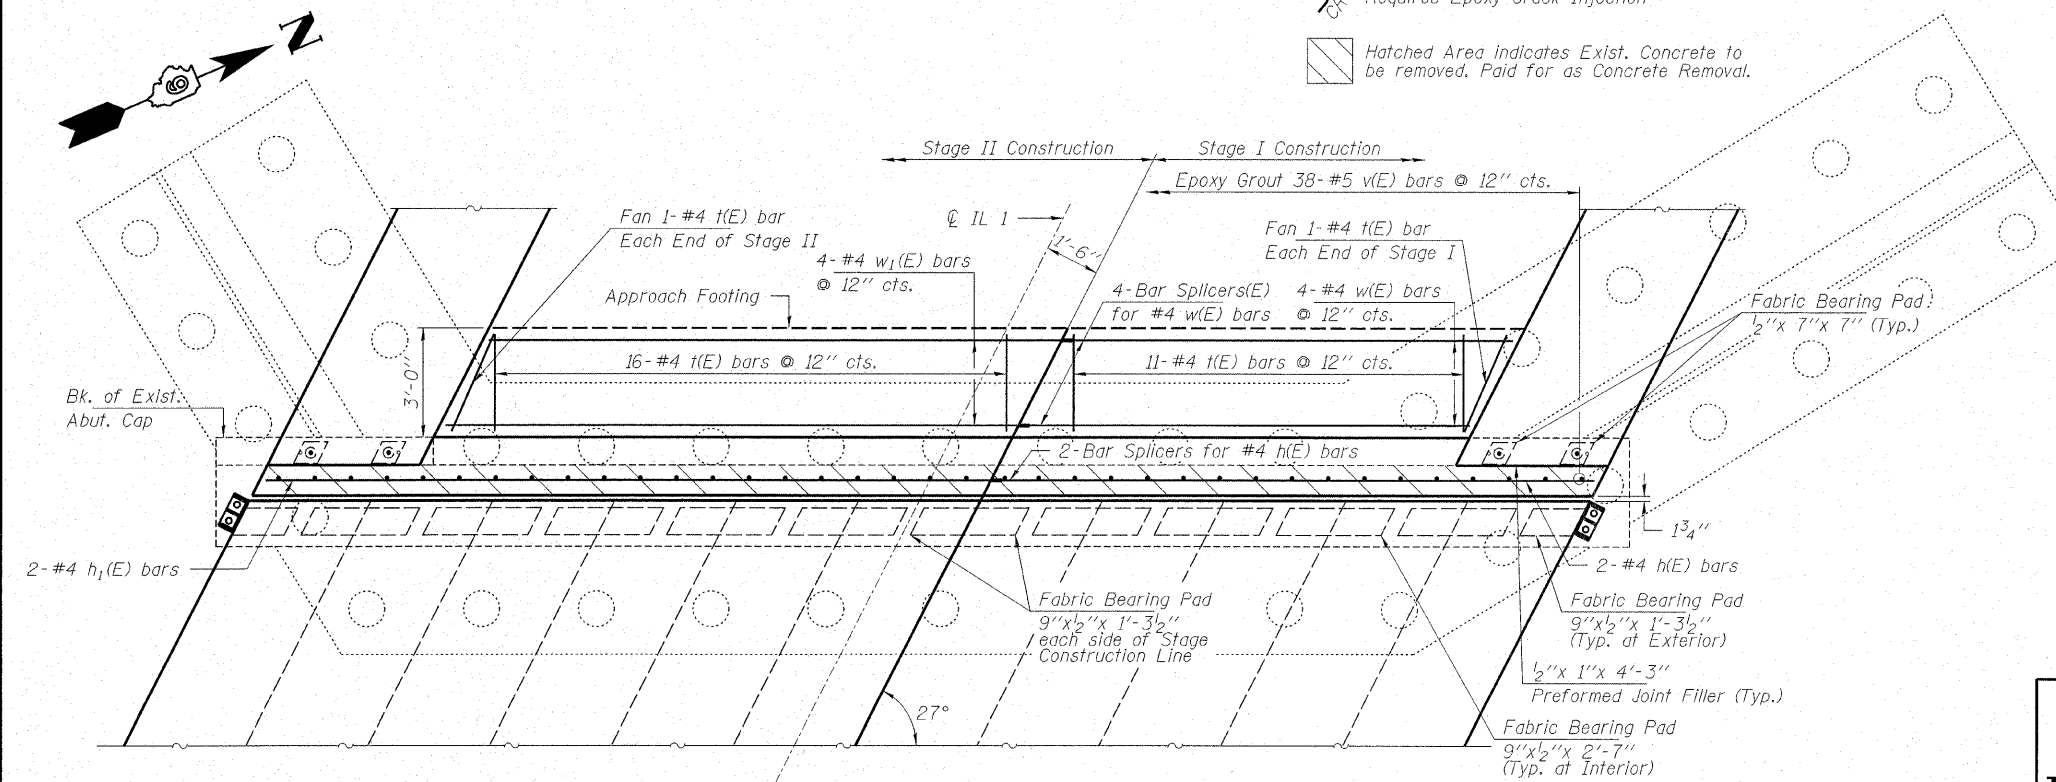 CR
Requires Epoxy Crack Injection
Hatched Area indicates Exist. Concrete to
be removed. Paid for as Concrete Removal.
N
Stage II Construction
Stage I Construction
Epoxy Grout 38-#5 v(E) bars @ 12" cts.
Fan 1-#4 t(E) bar
Each End of Stage II
℄ IL 1
1'-6"
Fan 1-#4 t(E) bar
Each End of Stage I
4-#4 w₁(E) bars
@ 12" cts.
Approach Footing
4-Bar Splicers(E)
for #4 w(E) bars
4-#4 w(E) bars
@ 12" cts.
Fabric Bearing Pad
½"x 7"x 7" (Typ.)
3'-0"
16-#4 t(E) bars @ 12" cts.
11-#4 t(E) bars @ 12" cts.
Bk. of Exist.
Abut. Cap
2-Bar Splicers for #4 h(E) bars
1¾"
2-#4 h₁(E) bars
2-#4 h(E) bars
Fabric Bearing Pad
9"x½"x 1'-3½"
each side of Stage
Construction Line
Fabric Bearing Pad
9"x½"x 1'-3½"
(Typ. at Exterior)
½"x 1"x 4'-3"
Preformed Joint Filler (Typ.)
27°
Fabric Bearing Pad
9"x½"x 2'-7"
(Typ. at Interior)